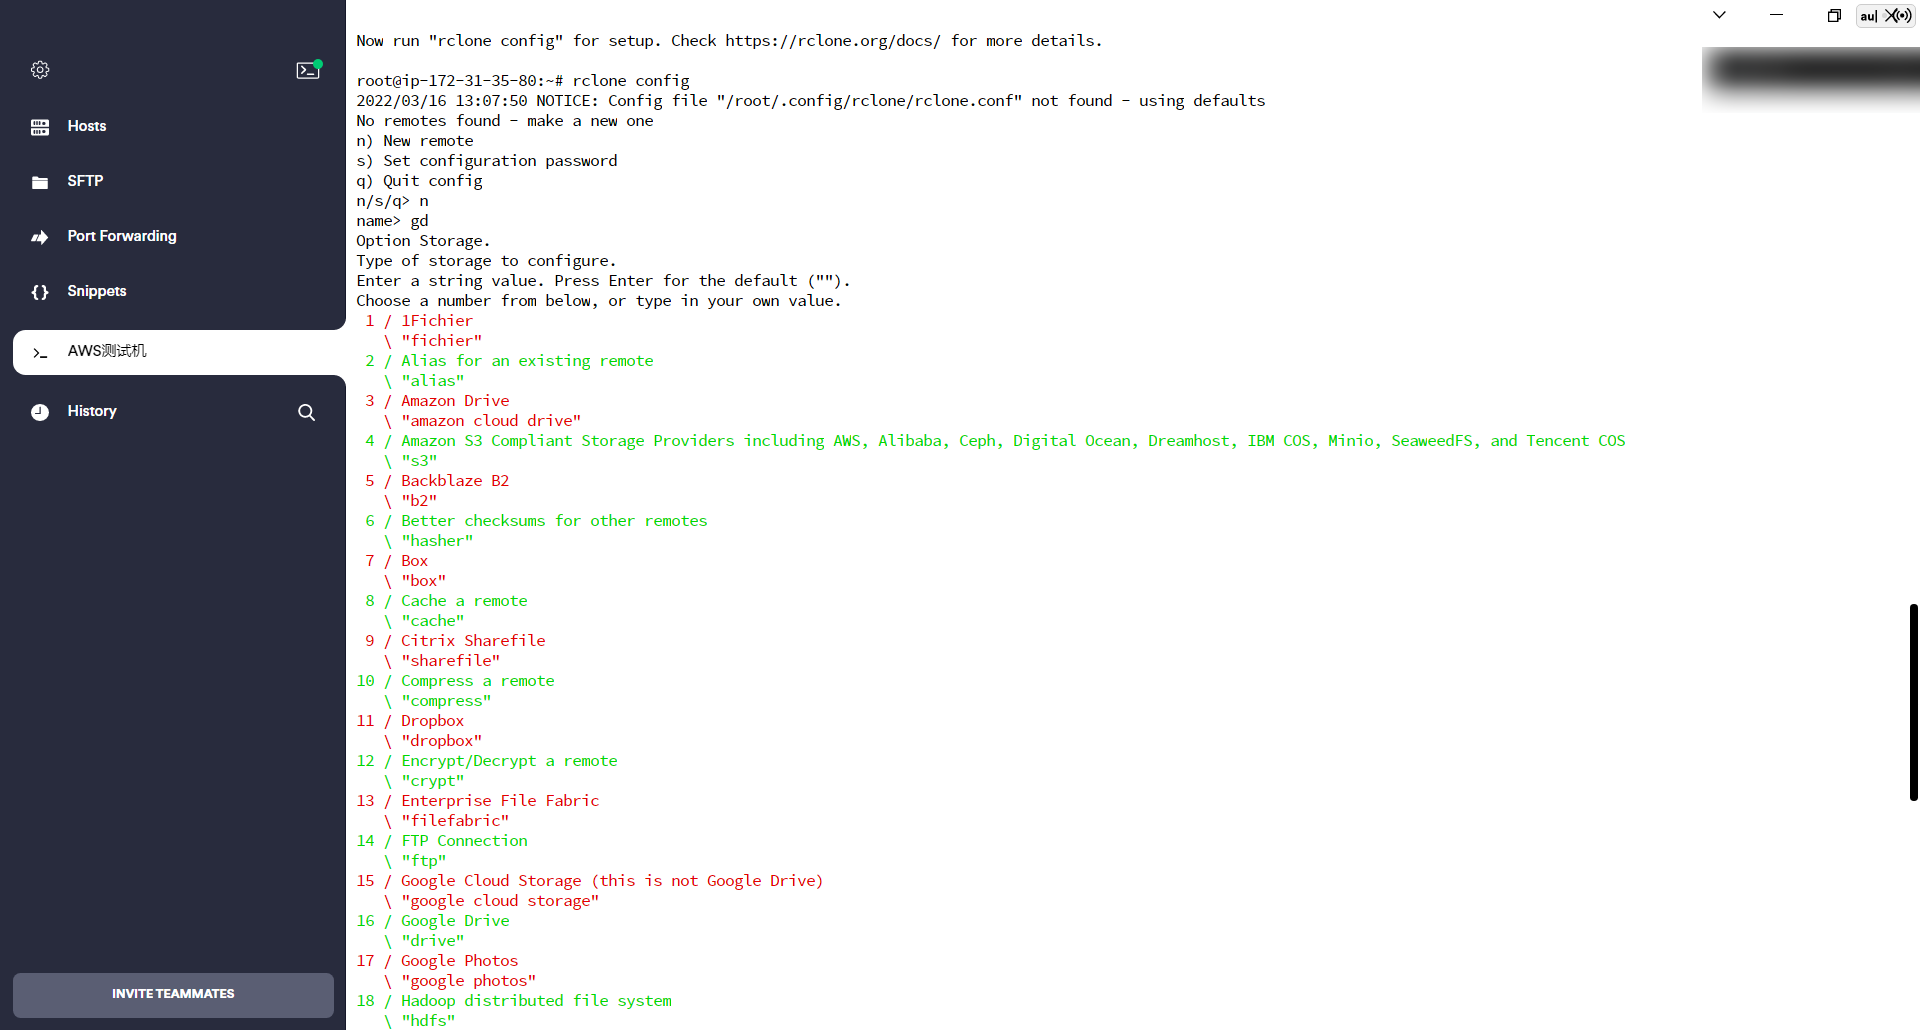 Hosts
SFTP
Port Forwarding
Snippets
AWS测试机
History
INVITE TEAMMATES
au|
Now run "rclone config" for setup. Check https://rclone.org/docs/ for more details.
root@ip-172-31-35-80:~# rclone config
2022/03/16 13:07:50 NOTICE: Config file "/root/.config/rclone/rclone.conf" not found - using defaults
No remotes found - make a new one
n) New remote
s) Set configuration password
q) Quit config
n/s/q> n
name> gd
Option Storage.
Type of storage to configure.
Enter a string value. Press Enter for the default ("").
Choose a number from below, or type in your own value.
 1 / 1Fichier
   \ "fichier"
 2 / Alias for an existing remote
   \ "alias"
 3 / Amazon Drive
   \ "amazon cloud drive"
 4 / Amazon S3 Compliant Storage Providers including AWS, Alibaba, Ceph, Digital Ocean, Dreamhost, IBM COS, Minio, SeaweedFS, and Tencent COS
   \ "s3"
 5 / Backblaze B2
   \ "b2"
 6 / Better checksums for other remotes
   \ "hasher"
 7 / Box
   \ "box"
 8 / Cache a remote
   \ "cache"
 9 / Citrix Sharefile
   \ "sharefile"
10 / Compress a remote
   \ "compress"
11 / Dropbox
   \ "dropbox"
12 / Encrypt/Decrypt a remote
   \ "crypt"
13 / Enterprise File Fabric
   \ "filefabric"
14 / FTP Connection
   \ "ftp"
15 / Google Cloud Storage (this is not Google Drive)
   \ "google cloud storage"
16 / Google Drive
   \ "drive"
17 / Google Photos
   \ "google photos"
18 / Hadoop distributed file system
   \ "hdfs"